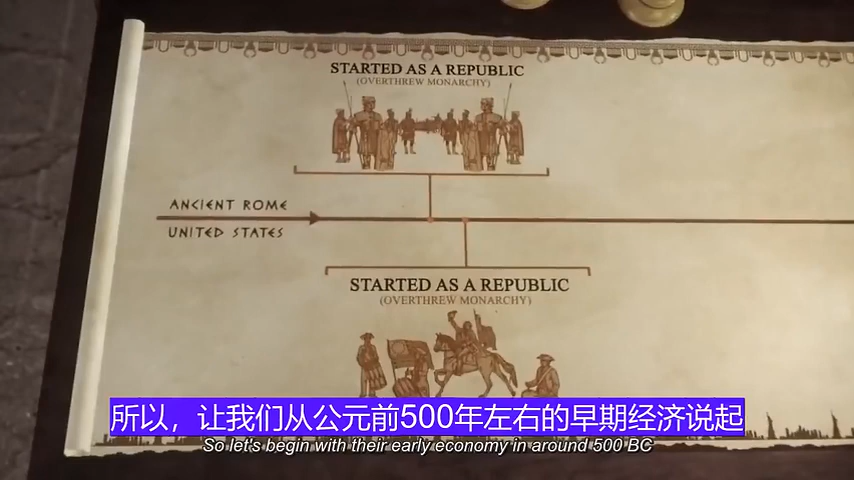 STARTED AS A REPUBLIC
(OVERTHREW MONARCHY)
ANCIENT ROME
UNITED STATES
STARTED AS A REPUBLIC
(OVERTHREW MONARCHY)
所以，让我们从公元前500年左右的早期经济说起
So let's begin with their early economy in around 500 BC